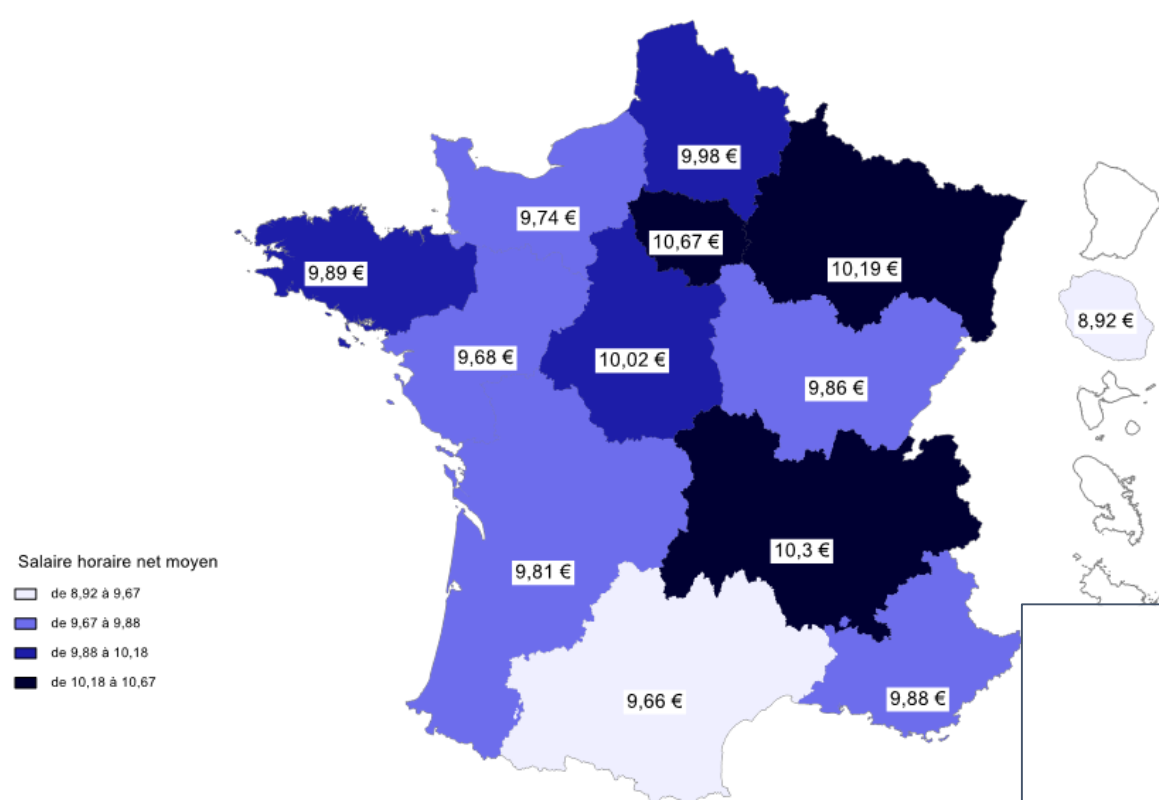 9,98 €
9,74 €
10,67 €
10,19 €
9,89 €
8,92 €
9,68 €
10,02 €
9,86 €
10,3 €
Salaire horaire net moyen
9,81 €
de 8,92 à 9,67
de 9,67 à 9,88
de 9,88 à 10,18
de 10,18 à 10,67
9,66 €
9,88 €